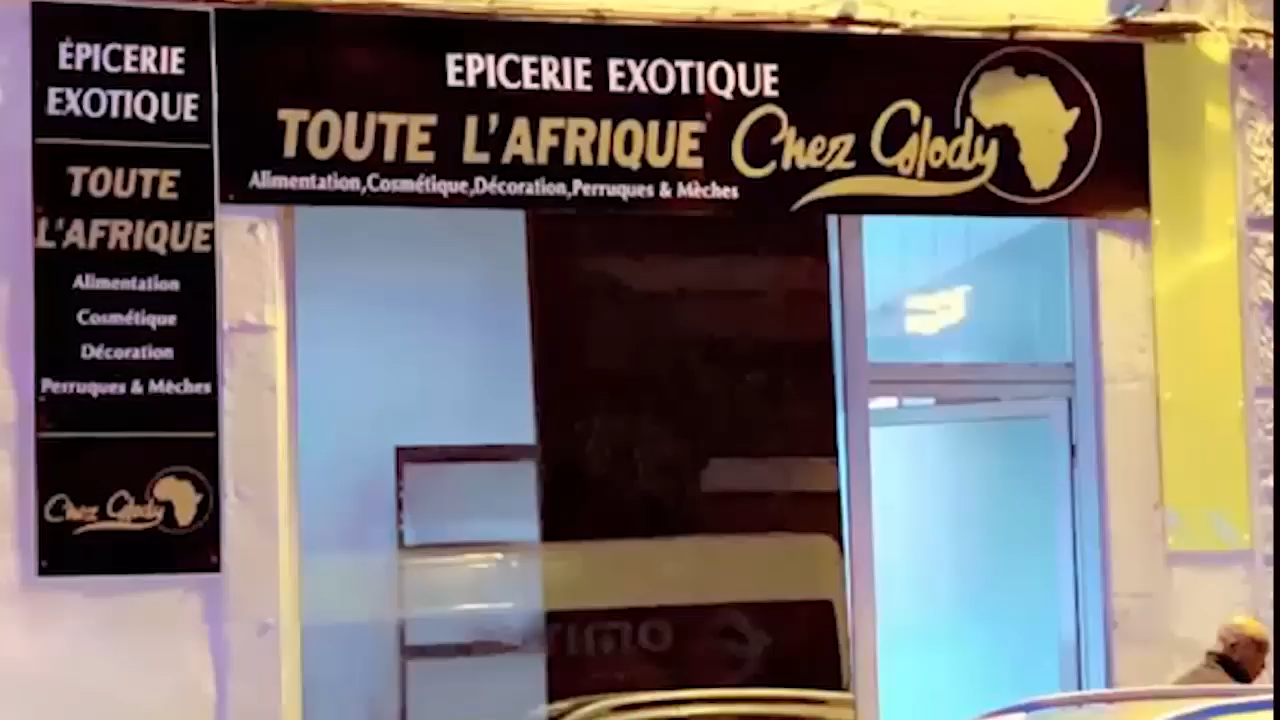 ÉPICERIE
EXOTIQUE
TOUTE
L'AFRIQUE
Alimentation
Cosmétique
Décoration
Perruques & Mèches
Chez Glody
EPICERIE EXOTIQUE
TOUTE L'AFRIQUE Chez Glody
Alimentation,Cosmétique,Décoration,Perruques & Mèches